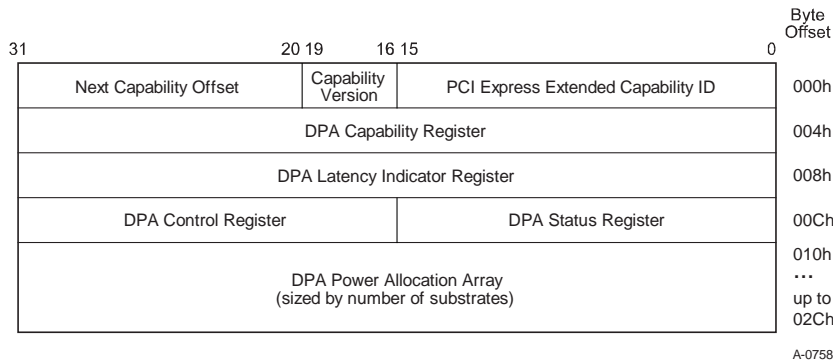 Byte
Offset
31 20 19 16 15 0
Next Capability Offset Capability Version PCI Express Extended Capability ID 000h
DPA Capability Register 004h
DPA Latency Indicator Register 008h
DPA Control Register DPA Status Register 00Ch
010h
...
DPA Power Allocation Array
(sized by number of substrates) up to
02Ch
A-0758